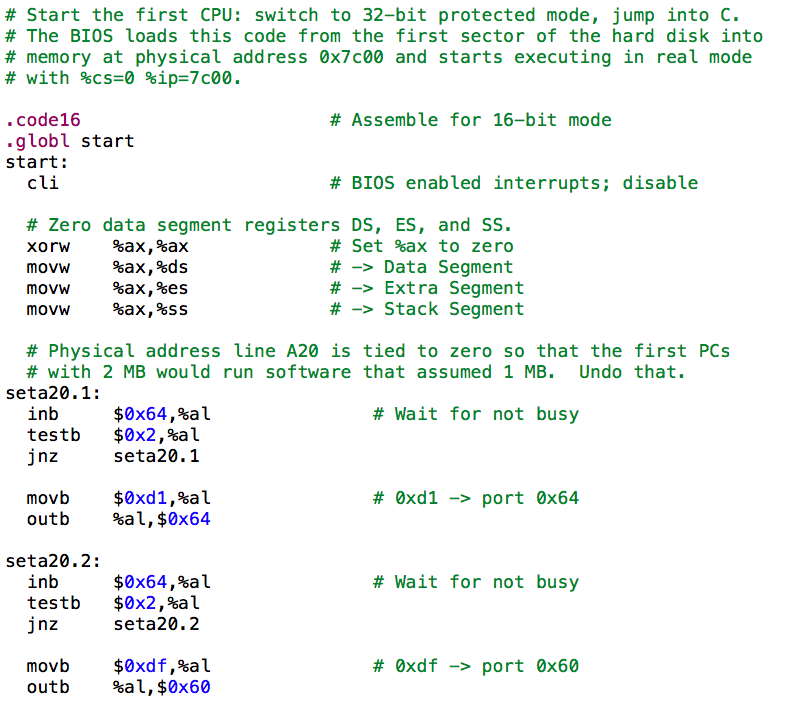 # Start the first CPU: switch to 32-bit protected mode, jump into C.
# The BIOS loads this code from the first sector of the hard disk into
# memory at physical address 0x7c00 and starts executing in real mode
# with %cs=0 %ip=7c00.

.code16                       # Assemble for 16-bit mode
.globl start
start:
  cli                         # BIOS enabled interrupts; disable

  # Zero data segment registers DS, ES, and SS.
  xorw    %ax,%ax             # Set %ax to zero
  movw    %ax,%ds             # -> Data Segment
  movw    %ax,%es             # -> Extra Segment
  movw    %ax,%ss             # -> Stack Segment

  # Physical address line A20 is tied to zero so that the first PCs
  # with 2 MB would run software that assumed 1 MB.  Undo that.
seta20.1:
  inb     $0x64,%al               # Wait for not busy
  testb   $0x2,%al
  jnz     seta20.1

  movb    $0xd1,%al               # 0xd1 -> port 0x64
  outb    %al,$0x64

seta20.2:
  inb     $0x64,%al               # Wait for not busy
  testb   $0x2,%al
  jnz     seta20.2

  movb    $0xdf,%al               # 0xdf -> port 0x60
  outb    %al,$0x60